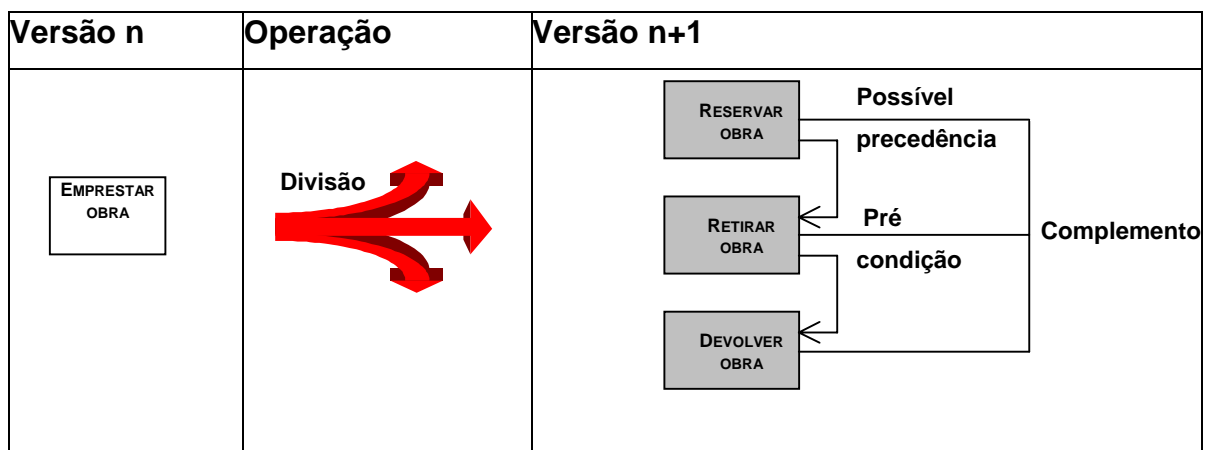 Versão n
Operação
Versão n+1
EMPRESTAR
OBRA
Divisão
RESERVAR
OBRA
Possível
precedência
RETIRAR
OBRA
Pré
condição
Complemento
DEVOLVER
OBRA